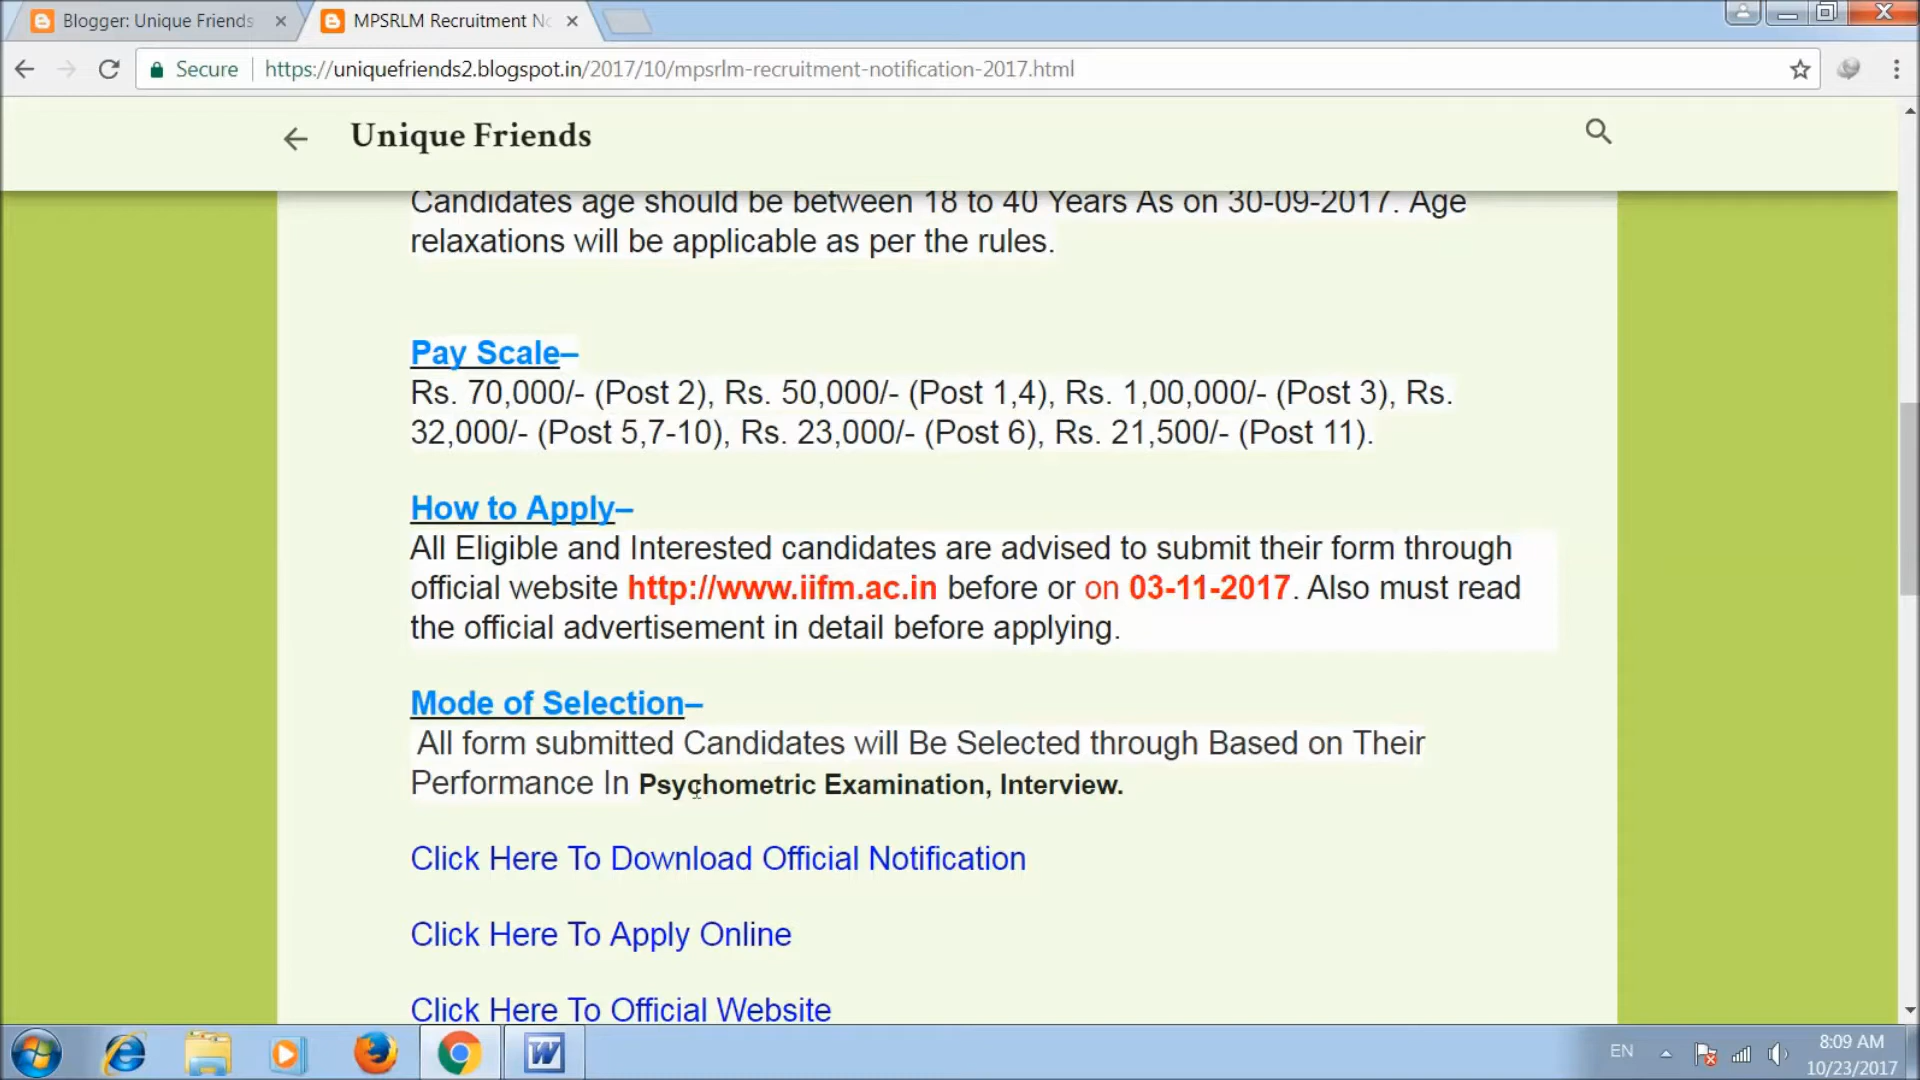 Blogger: Unique Friends
MPSRLM Recruitment No
Secure
https://uniquefriends2.blogspot.in/2017/10/mpsrlm-recruitment-notification-2017.html
Unique Friends
Candidates age should be between 18 to 40 Years As on 30-09-2017. Age
relaxations will be applicable as per the rules.
Pay Scale–
Rs. 70,000/- (Post 2), Rs. 50,000/- (Post 1,4), Rs. 1,00,000/- (Post 3), Rs.
32,000/- (Post 5,7-10), Rs. 23,000/- (Post 6), Rs. 21,500/- (Post 11).
How to Apply–
All Eligible and Interested candidates are advised to submit their form through
official website http://www.iifm.ac.in before or on 03-11-2017. Also must read
the official advertisement in detail before applying.
Mode of Selection–
All form submitted Candidates will Be Selected through Based on Their
Performance In Psychometric Examination, Interview.
Click Here To Download Official Notification
Click Here To Apply Online
Click Here To Official Website
EN
8:09 AM
10/23/2017